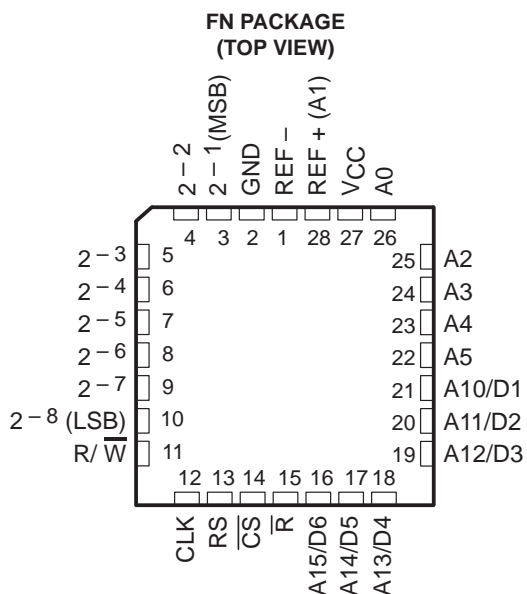 FN PACKAGE
(TOP VIEW)
2 – 2
2 – 1 (MSB)
GND
REF –
REF + (A1)
VCC
A0
4
3
2
1
28
27
26
2 – 3
5
2 – 4
6
2 – 5
7
2 – 6
8
2 – 7
9
2 – 8 (LSB)
10
R/ W̅
11
25
A2
24
A3
23
A4
22
A5
21
A10/D1
20
A11/D2
19
A12/D3
12
13
14
15
16
17
18
CLK
RS
C̅S̅
R̅
A15/D6
A14/D5
A13/D4